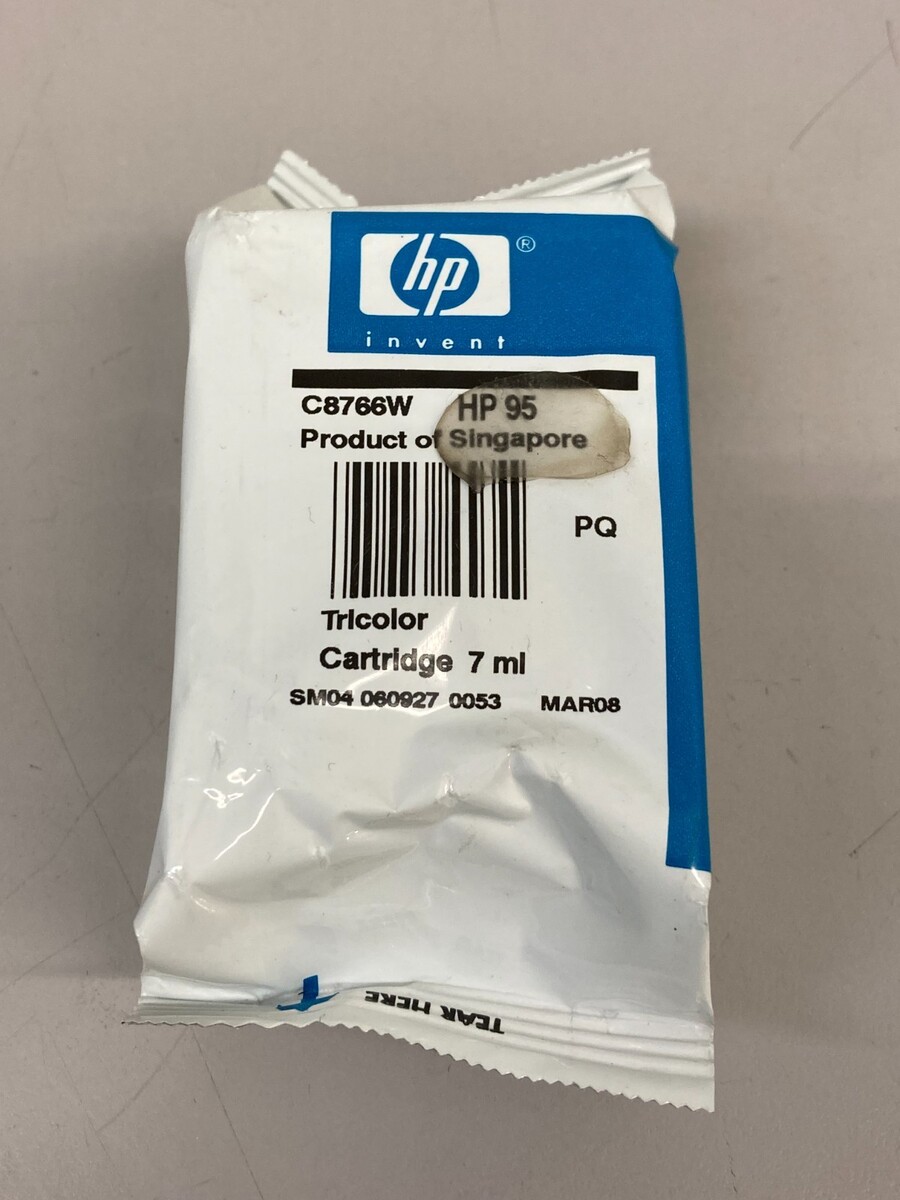 hp ®
invent
C8766W HP 95
Product of Singapore
PQ
Tricolor
Cartridge 7 ml
SM04 060927 0053 MAR08
TEAR HERE